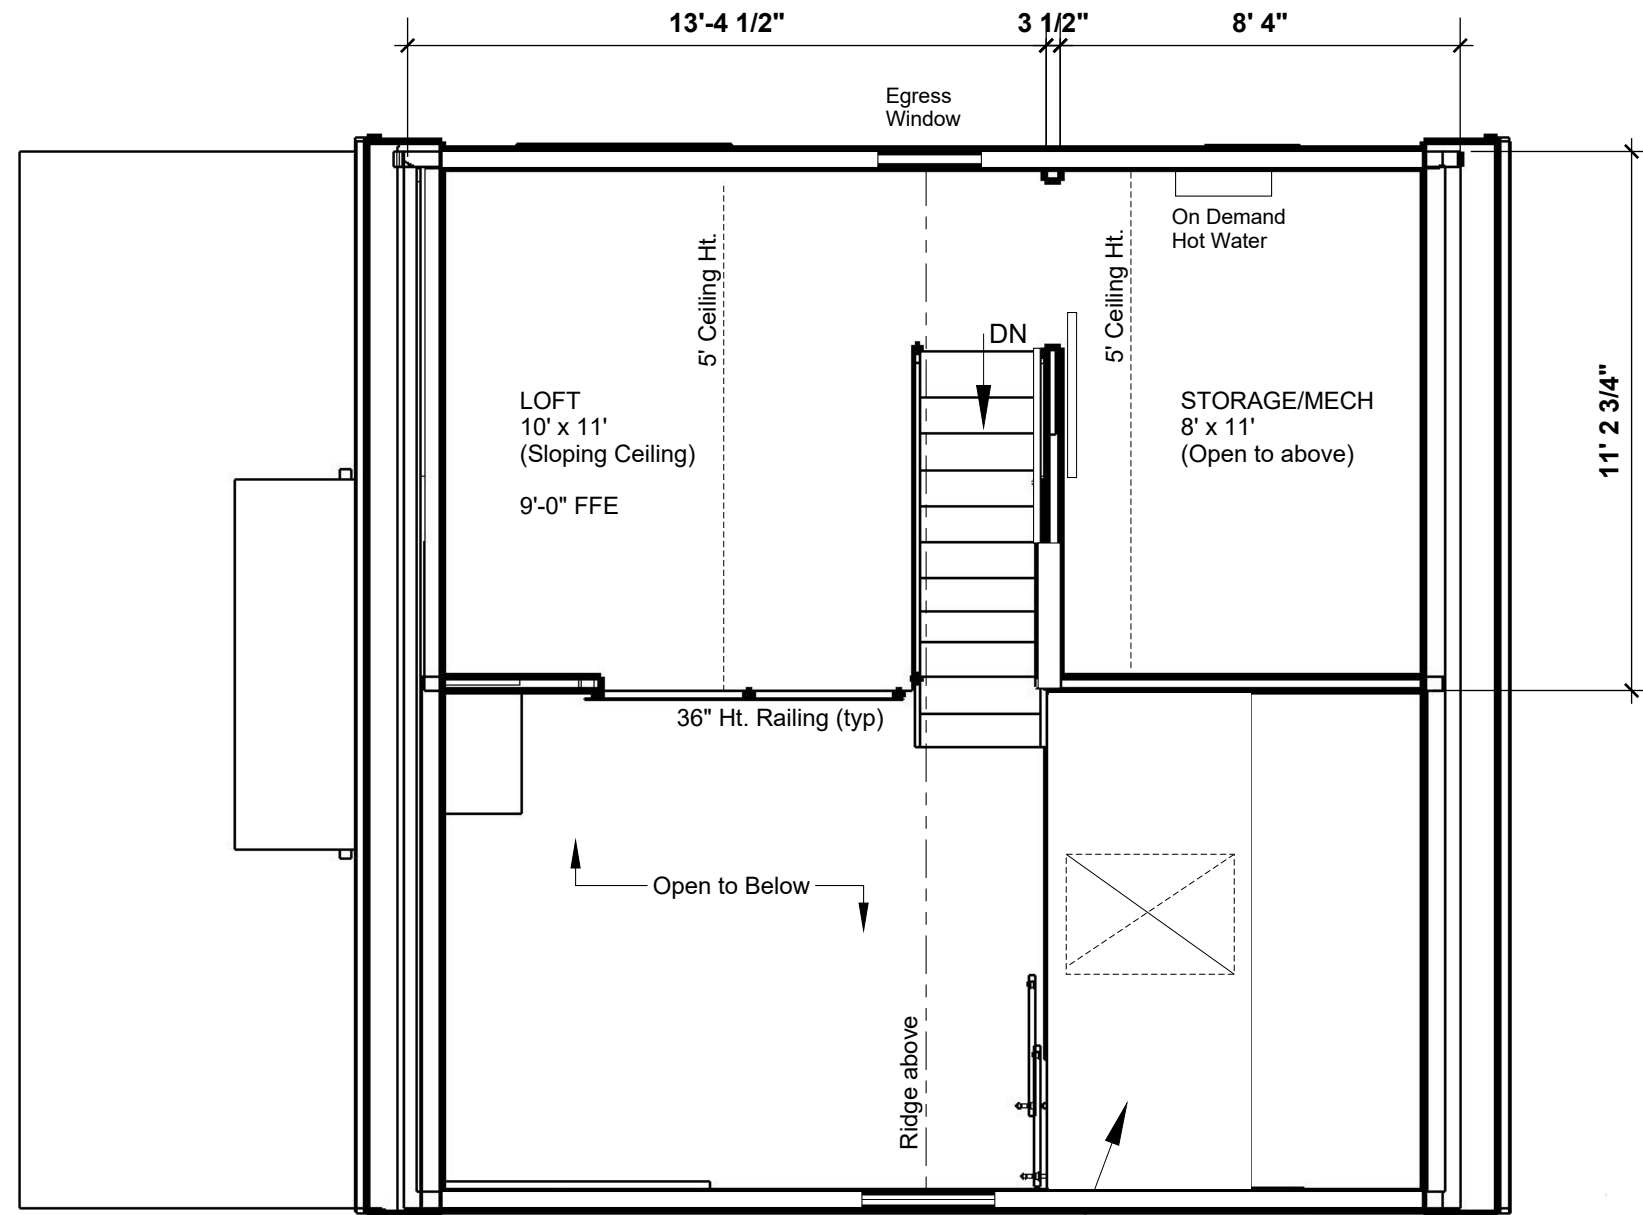 13'-4 1/2"
3 1/2"
8' 4"
Egress
Window
On Demand
Hot Water
5' Ceiling Ht.
5' Ceiling Ht.
DN
LOFT
10' x 11'
(Sloping Ceiling)
9'-0" FFE
STORAGE/MECH
8' x 11'
(Open to above)
11' 2 3/4"
36" Ht. Railing (typ)
Open to Below
Ridge above